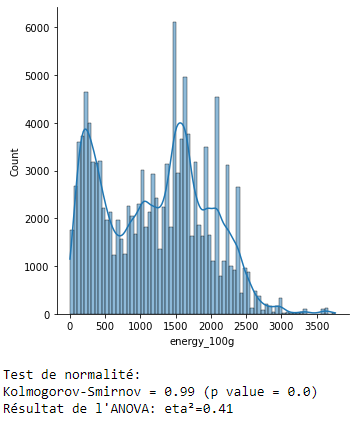 6000
5000
4000
3000
2000
1000
0
Count
0 500 1000 1500 2000 2500 3000 3500
energy_100g
Test de normalité:
Kolmogorov-Smirnov = 0.99 (p value = 0.0)
Résultat de l'ANOVA: eta²=0.41